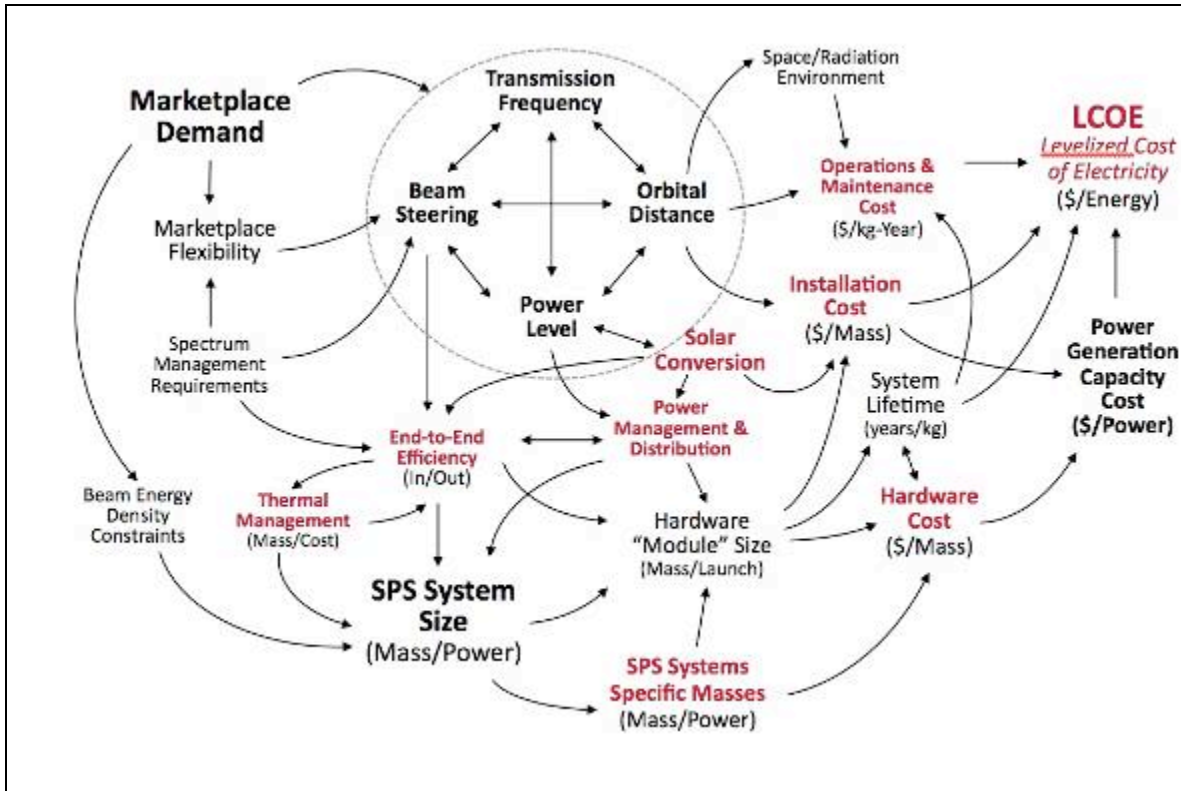 Marketplace
Demand
Transmission
Frequency
Space/Radiation
Environment
LCOE
Levelized Cost
of Electricity
($/Energy)
Beam
Steering
Orbital
Distance
Operations &
Maintenance
Cost
($/kg-Year)
Marketplace
Flexibility
Power
Level
Installation
Cost
($/Mass)
Spectrum
Management
Requirements
Solar
Conversion
System
Lifetime
(years/kg)
Power
Generation
Capacity
Cost
($/Power)
Power
Management &
Distribution
End-to-End
Efficiency
(In/Out)
Beam Energy
Density
Constraints
Thermal
Management
(Mass/Cost)
Hardware
"Module" Size
(Mass/Launch)
Hardware
Cost
($/Mass)
SPS System
Size
(Mass/Power)
SPS Systems
Specific Masses
(Mass/Power)